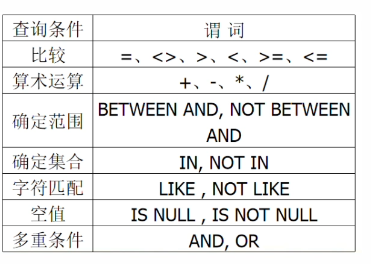 查询条件 谓 词
比较 =、<>、>、<、>=、<=
算术运算 +、-、*、/
确定范围 BETWEEN AND, NOT BETWEEN
AND
确定集合 IN, NOT IN
字符匹配 LIKE , NOT LIKE
空值 IS NULL , IS NOT NULL
多重条件 AND, OR